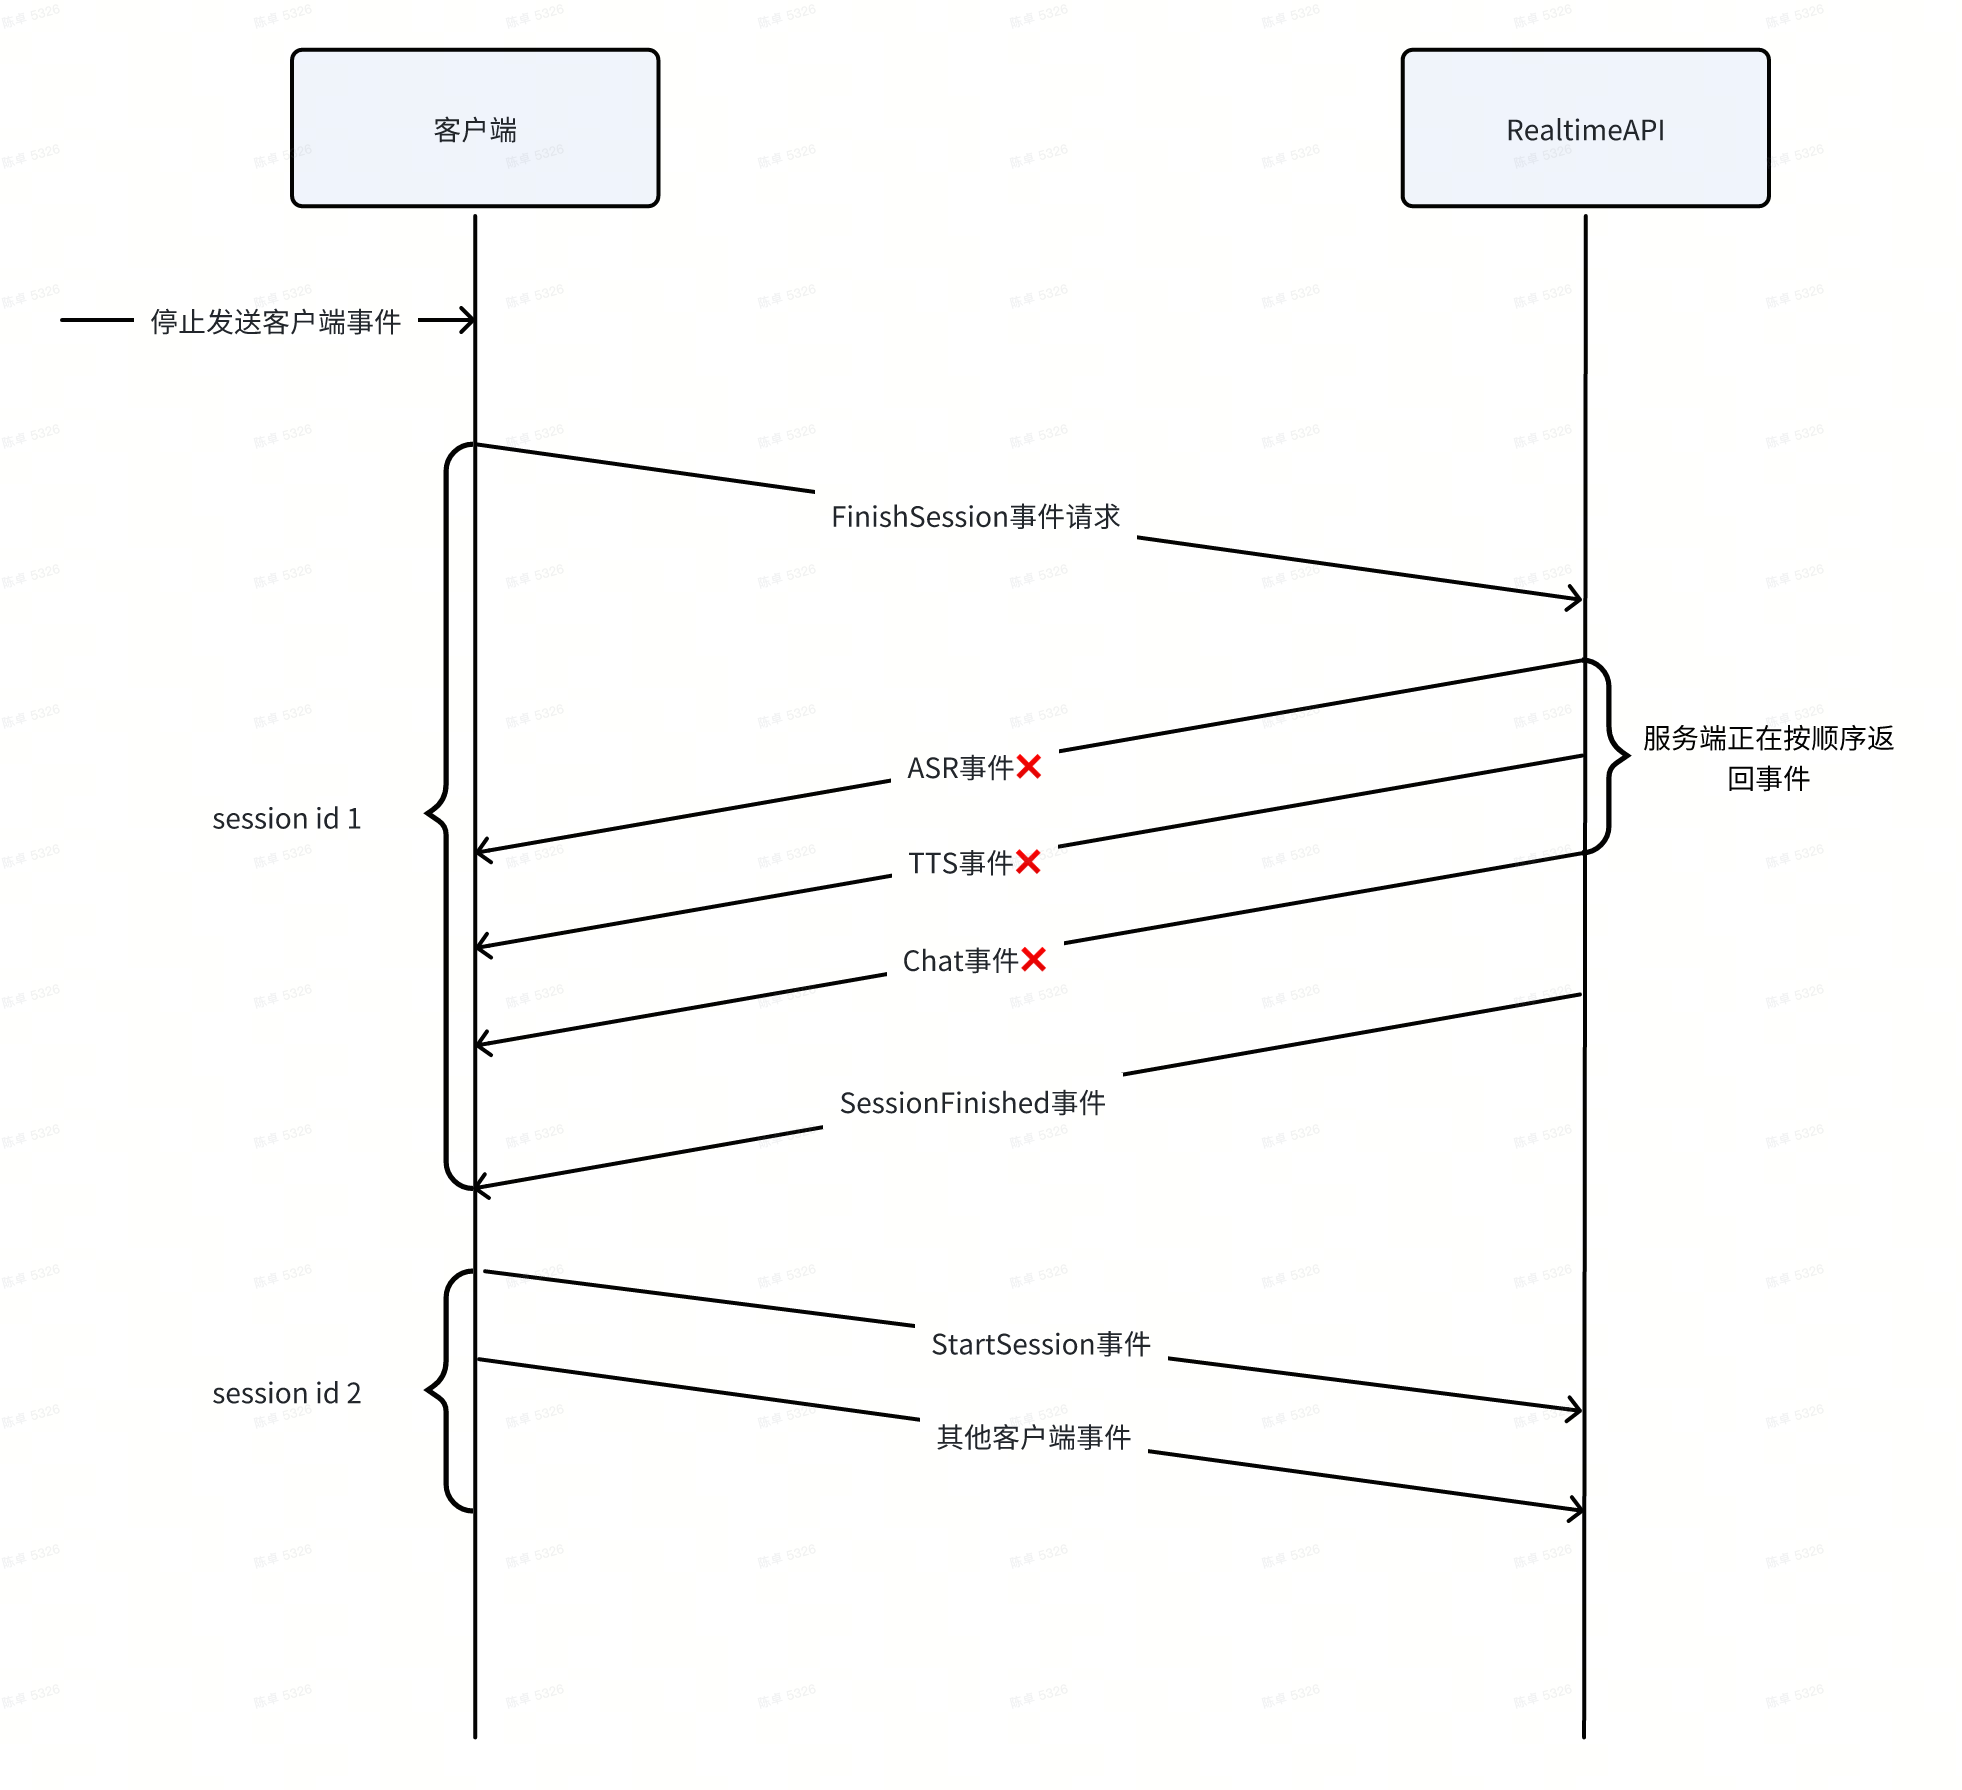 客户端
RealtimeAPI
停止发送客户端事件
FinishSession事件请求
ASR事件❌
服务端正在按顺序返
回事件
session id 1
TTS事件❌
Chat事件❌
SessionFinished事件
StartSession事件
session id 2
其他客户端事件
陈卓 5326